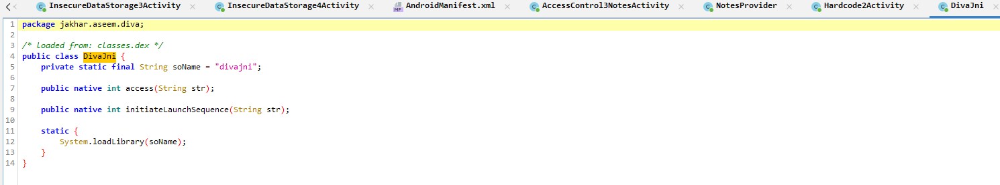 InsecureDataStorage3Activity InsecureDataStorage4Activity MF AndroidManifest.xml AccessControl3NotesActivity NotesProvider Hardcode2Activity DivaJni
1 package jakhar.aseem.diva;
2
3 /* loaded from: classes.dex */
4 public class DivaJni {
5 private static final String soName = "divajni";
6
7 public native int access(String str);
8
9 public native int initiateLaunchSequence(String str);
10
11 static {
12 System.loadLibrary(soName);
13 }
14 }